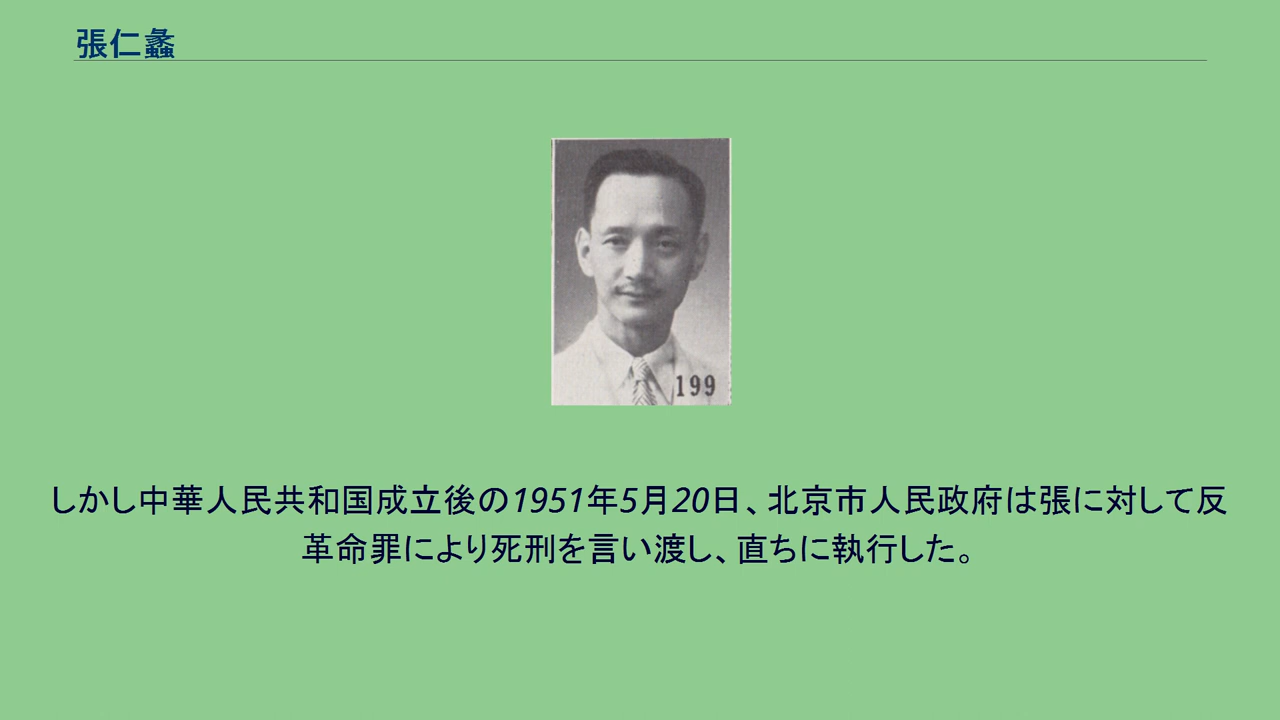 張仁蠡
199
しかし中華人民共和国成立後の1951年5月20日、北京市人民政府は張に対して反
革命罪により死刑を言い渡し、直ちに執行した。